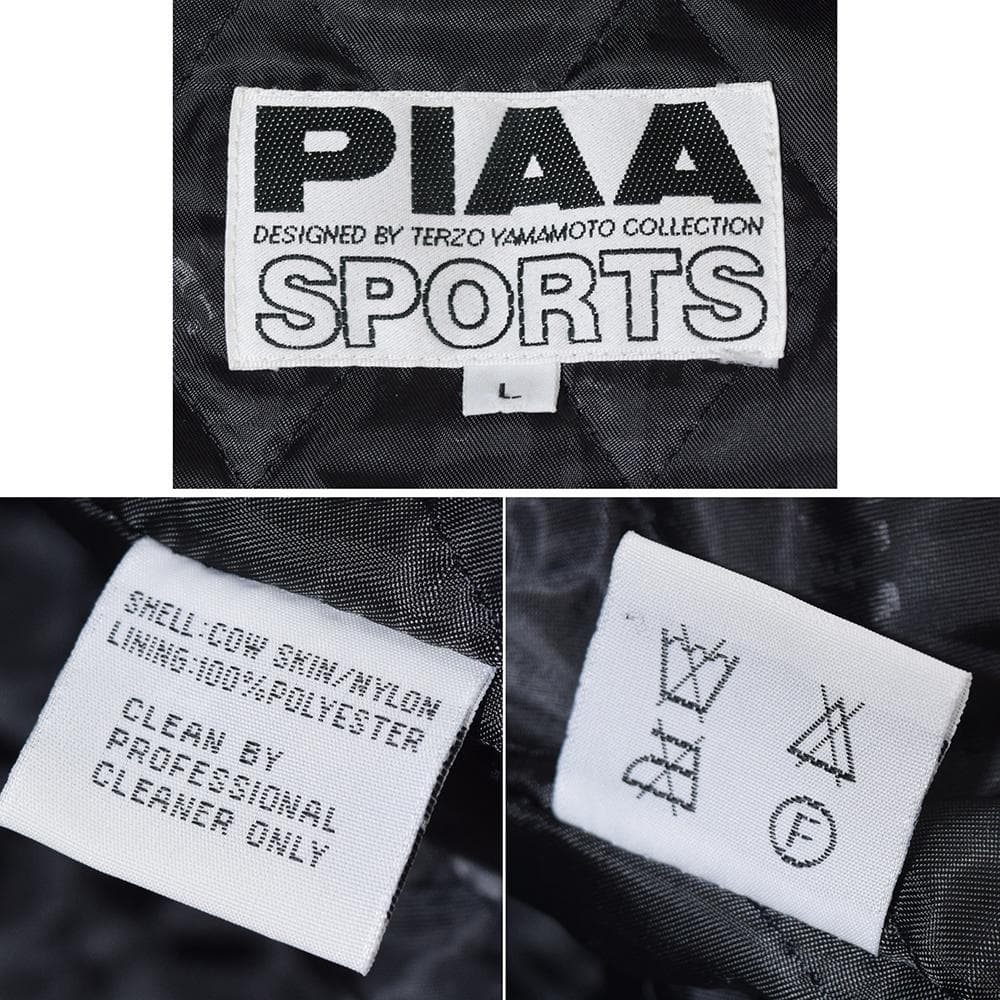 PIAA
DESIGNED BY TERZO YAMAMOTO COLLECTION
SPORTS
L
SHELL:COW SKIN/NYLON
LINING:100%POLYESTER
CLEAN BY
PROFESSIONAL
CLEANER ONLY
F